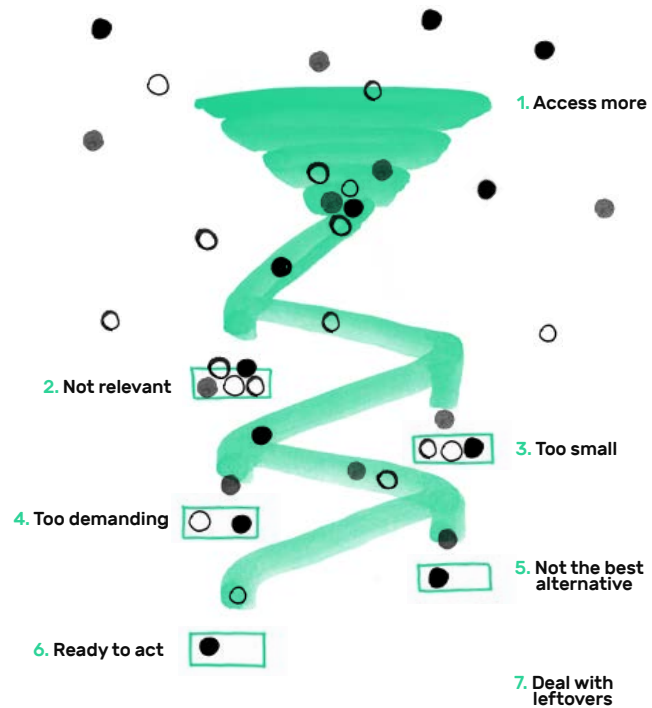 1. Access more
2. Not relevant
3. Too small
4. Too demanding
5. Not the best
alternative
6. Ready to act
7. Deal with
leftovers